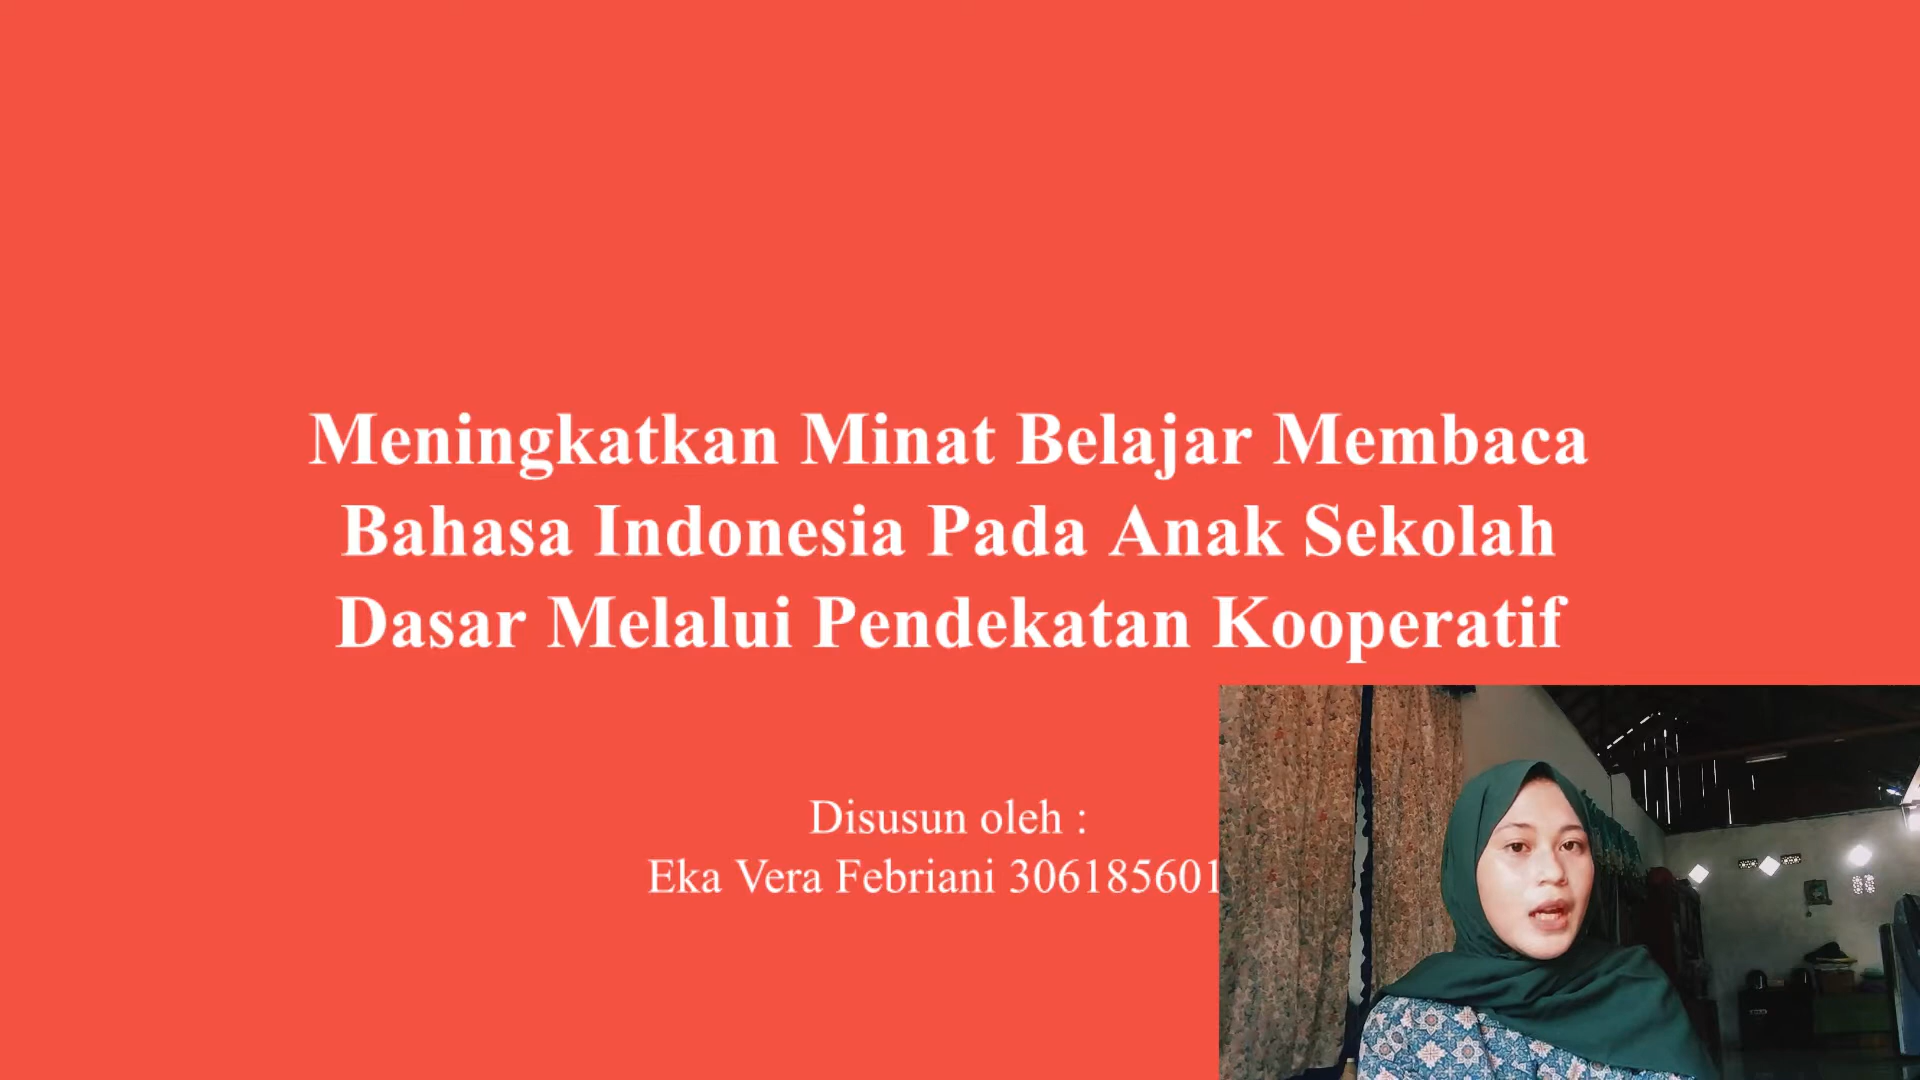 Meningkatkan Minat Belajar Membaca
Bahasa Indonesia Pada Anak Sekolah
Dasar Melalui Pendekatan Kooperatif
Disusun oleh :
Eka Vera Febriani 306185601